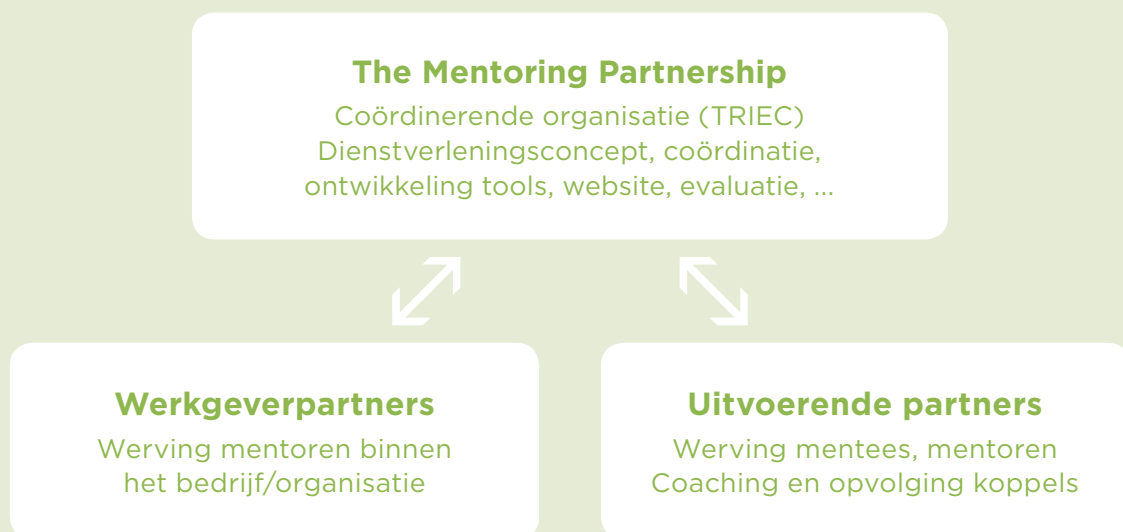 The Mentoring Partnership
Coördinerende organisatie (TRIEC)
Dienstverleningsconcept, coördinatie,
ontwikkeling tools, website, evaluatie, ...
Werkgeverpartners
Werving mentoren binnen
het bedrijf/organisatie
Uitvoerende partners
Werving mentees, mentoren
Coaching en opvolging koppels